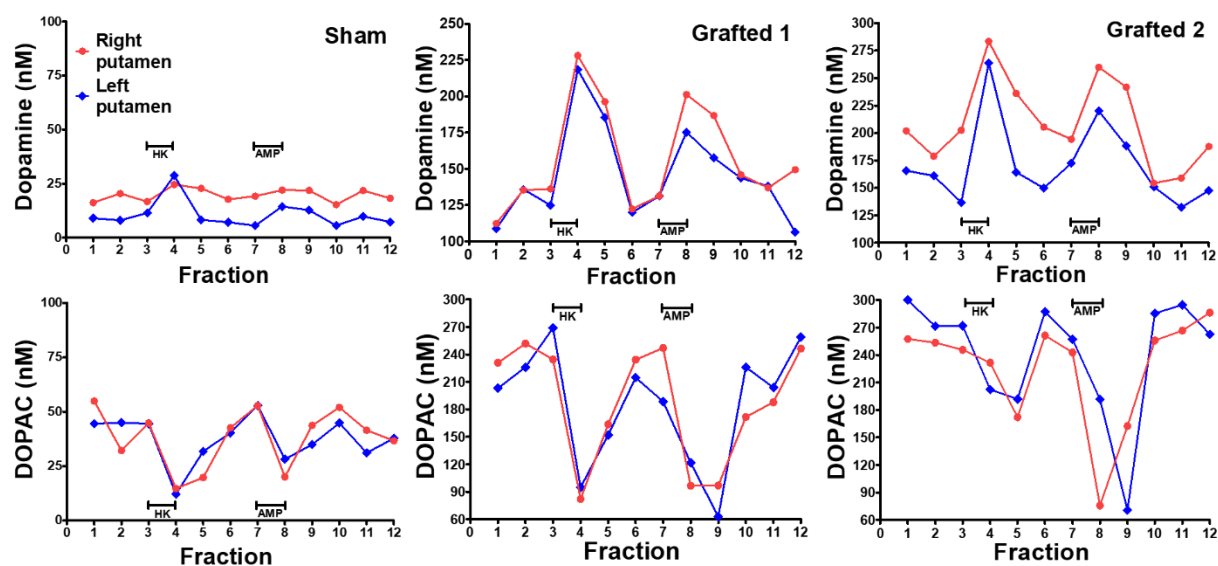 Sham
Right
putamen
Left
putamen
Dopamine (nM)
100
75
50
25
0
HK
AMP
0 1 2 3 4 5 6 7 8 9 10 11 12
Fraction
Grafted 1
Dopamine (nM)
250
225
200
175
150
125
100
HK
AMP
0 1 2 3 4 5 6 7 8 9 10 11 12
Fraction
Grafted 2
Dopamine (nM)
300
275
250
225
200
175
150
125
100
HK
AMP
0 1 2 3 4 5 6 7 8 9 10 11 12
Fraction
DOPAC (nM)
100
75
50
25
0
HK
AMP
0 1 2 3 4 5 6 7 8 9 10 11 12
Fraction
DOPAC (nM)
300
270
240
210
180
150
120
90
60
HK
AMP
0 1 2 3 4 5 6 7 8 9 10 11 12
Fraction
DOPAC (nM)
300
270
240
210
180
150
120
90
60
HK
AMP
0 1 2 3 4 5 6 7 8 9 10 11 12
Fraction